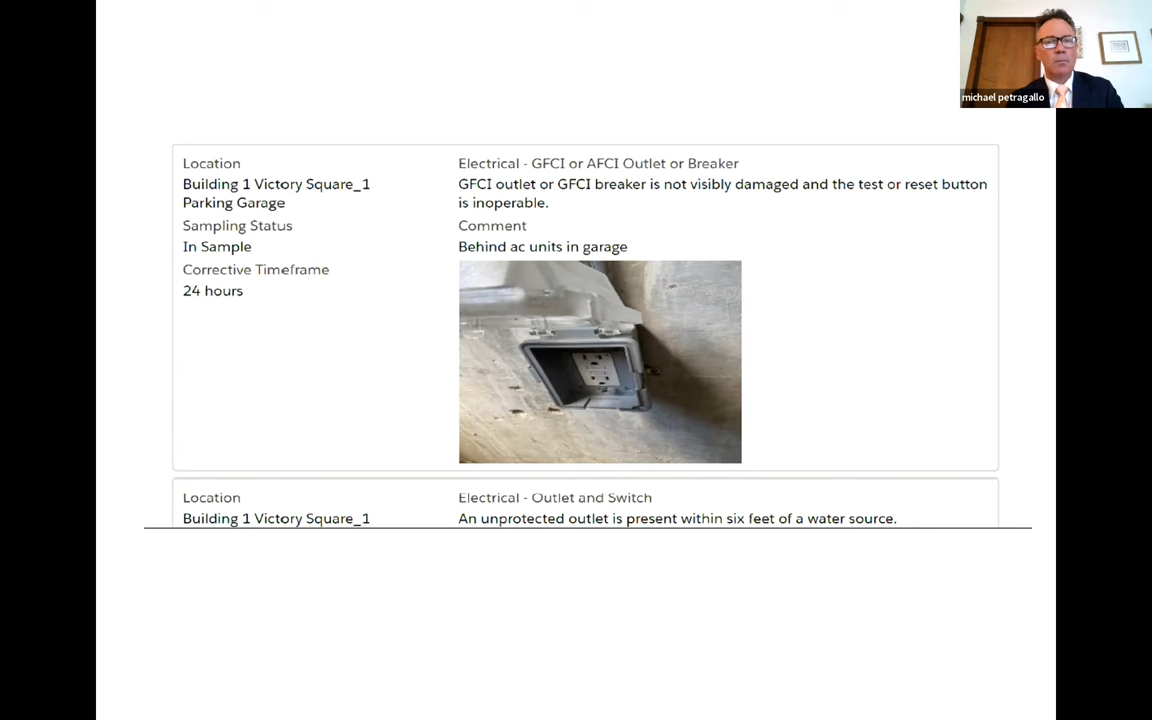 michael petragallo
Location
Building 1 Victory Square_1
Parking Garage
Sampling Status
In Sample
Corrective Timeframe
24 hours
Electrical - GFCI or AFCI Outlet or Breaker
GFCI outlet or GFCI breaker is not visibly damaged and the test or reset button
is inoperable.
Comment
Behind ac units in garage
Location
Building 1 Victory Square_1
Electrical - Outlet and Switch
An unprotected outlet is present within six feet of a water source.